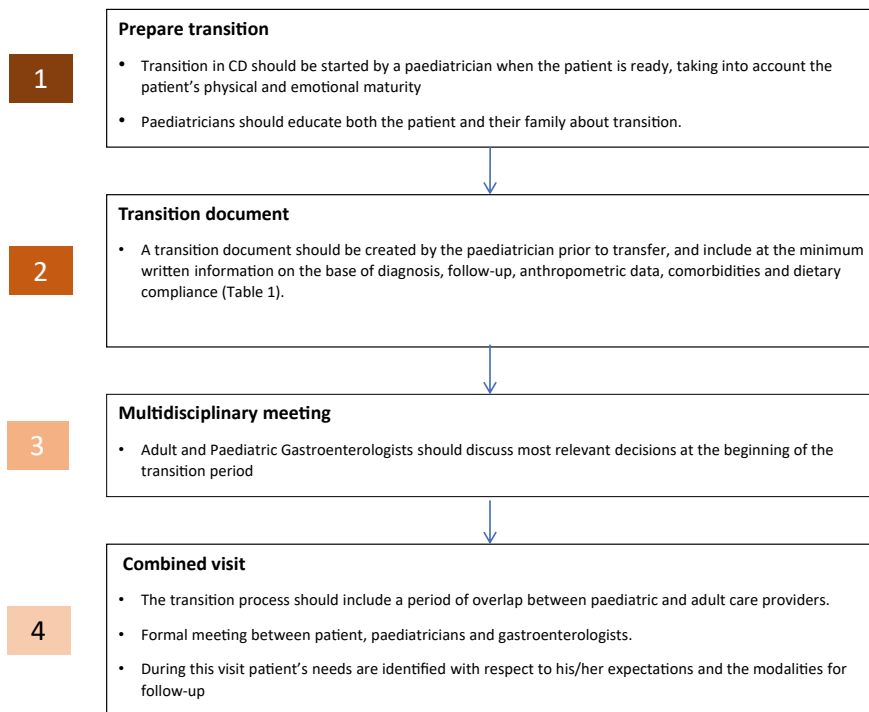 Prepare transition
1
• Transition in CD should be started by a paediatrician when the patient is ready, taking into account the
patient's physical and emotional maturity
• Paediatricians should educate both the patient and their family about transition.
Transition document
2
• A transition document should be created by the paediatrician prior to transfer, and include at the minimum
written information on the base of diagnosis, follow-up, anthropometric data, comorbidities and dietary
compliance (Table 1).
Multidisciplinary meeting
3
• Adult and Paediatric Gastroenterologists should discuss most relevant decisions at the beginning of the
transition period
Combined visit
4
• The transition process should include a period of overlap between paediatric and adult care providers.
• Formal meeting between patient, paediatricians and gastroenterologists.
• During this visit patient's needs are identified with respect to his/her expectations and the modalities for
follow-up